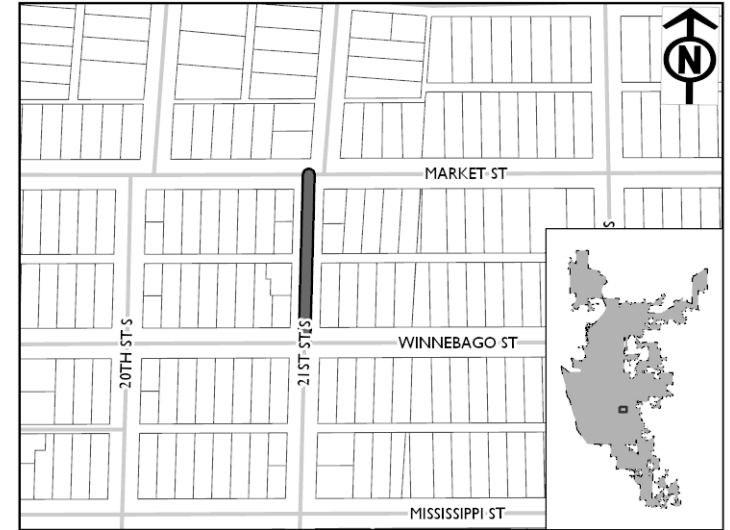 N
MARKET ST
S
WINNEBAGO ST
20TH ST S
21ST ST S
MISSISSIPPI ST